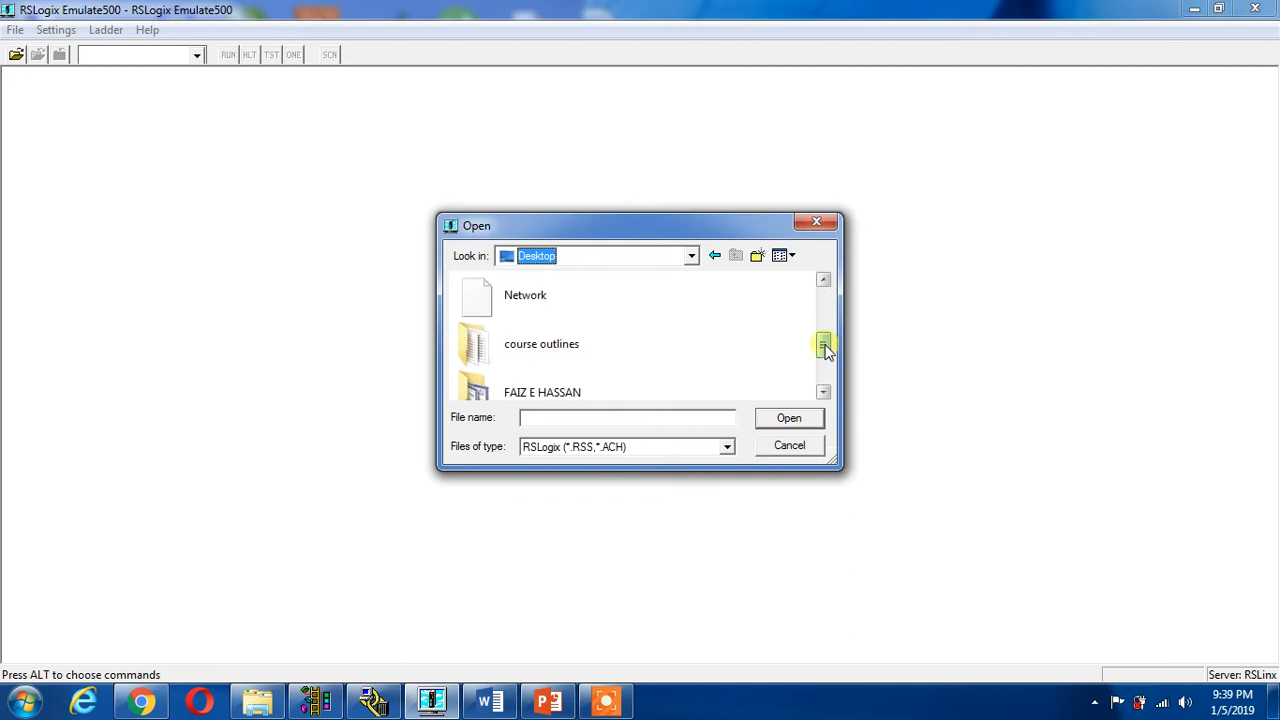 RSLogix Emulate500 - RSLogix Emulate500
File Settings Ladder Help
RUN HLT TST ONE SCN
Open
Look in: Desktop
Network
course outlines
FAIZ E HASSAN
File name: Open
Files of type: RSLogix (*.RSS,*.ACH) Cancel
Press ALT to choose commands Server: RSLinx
9:39 PM
1/5/2019